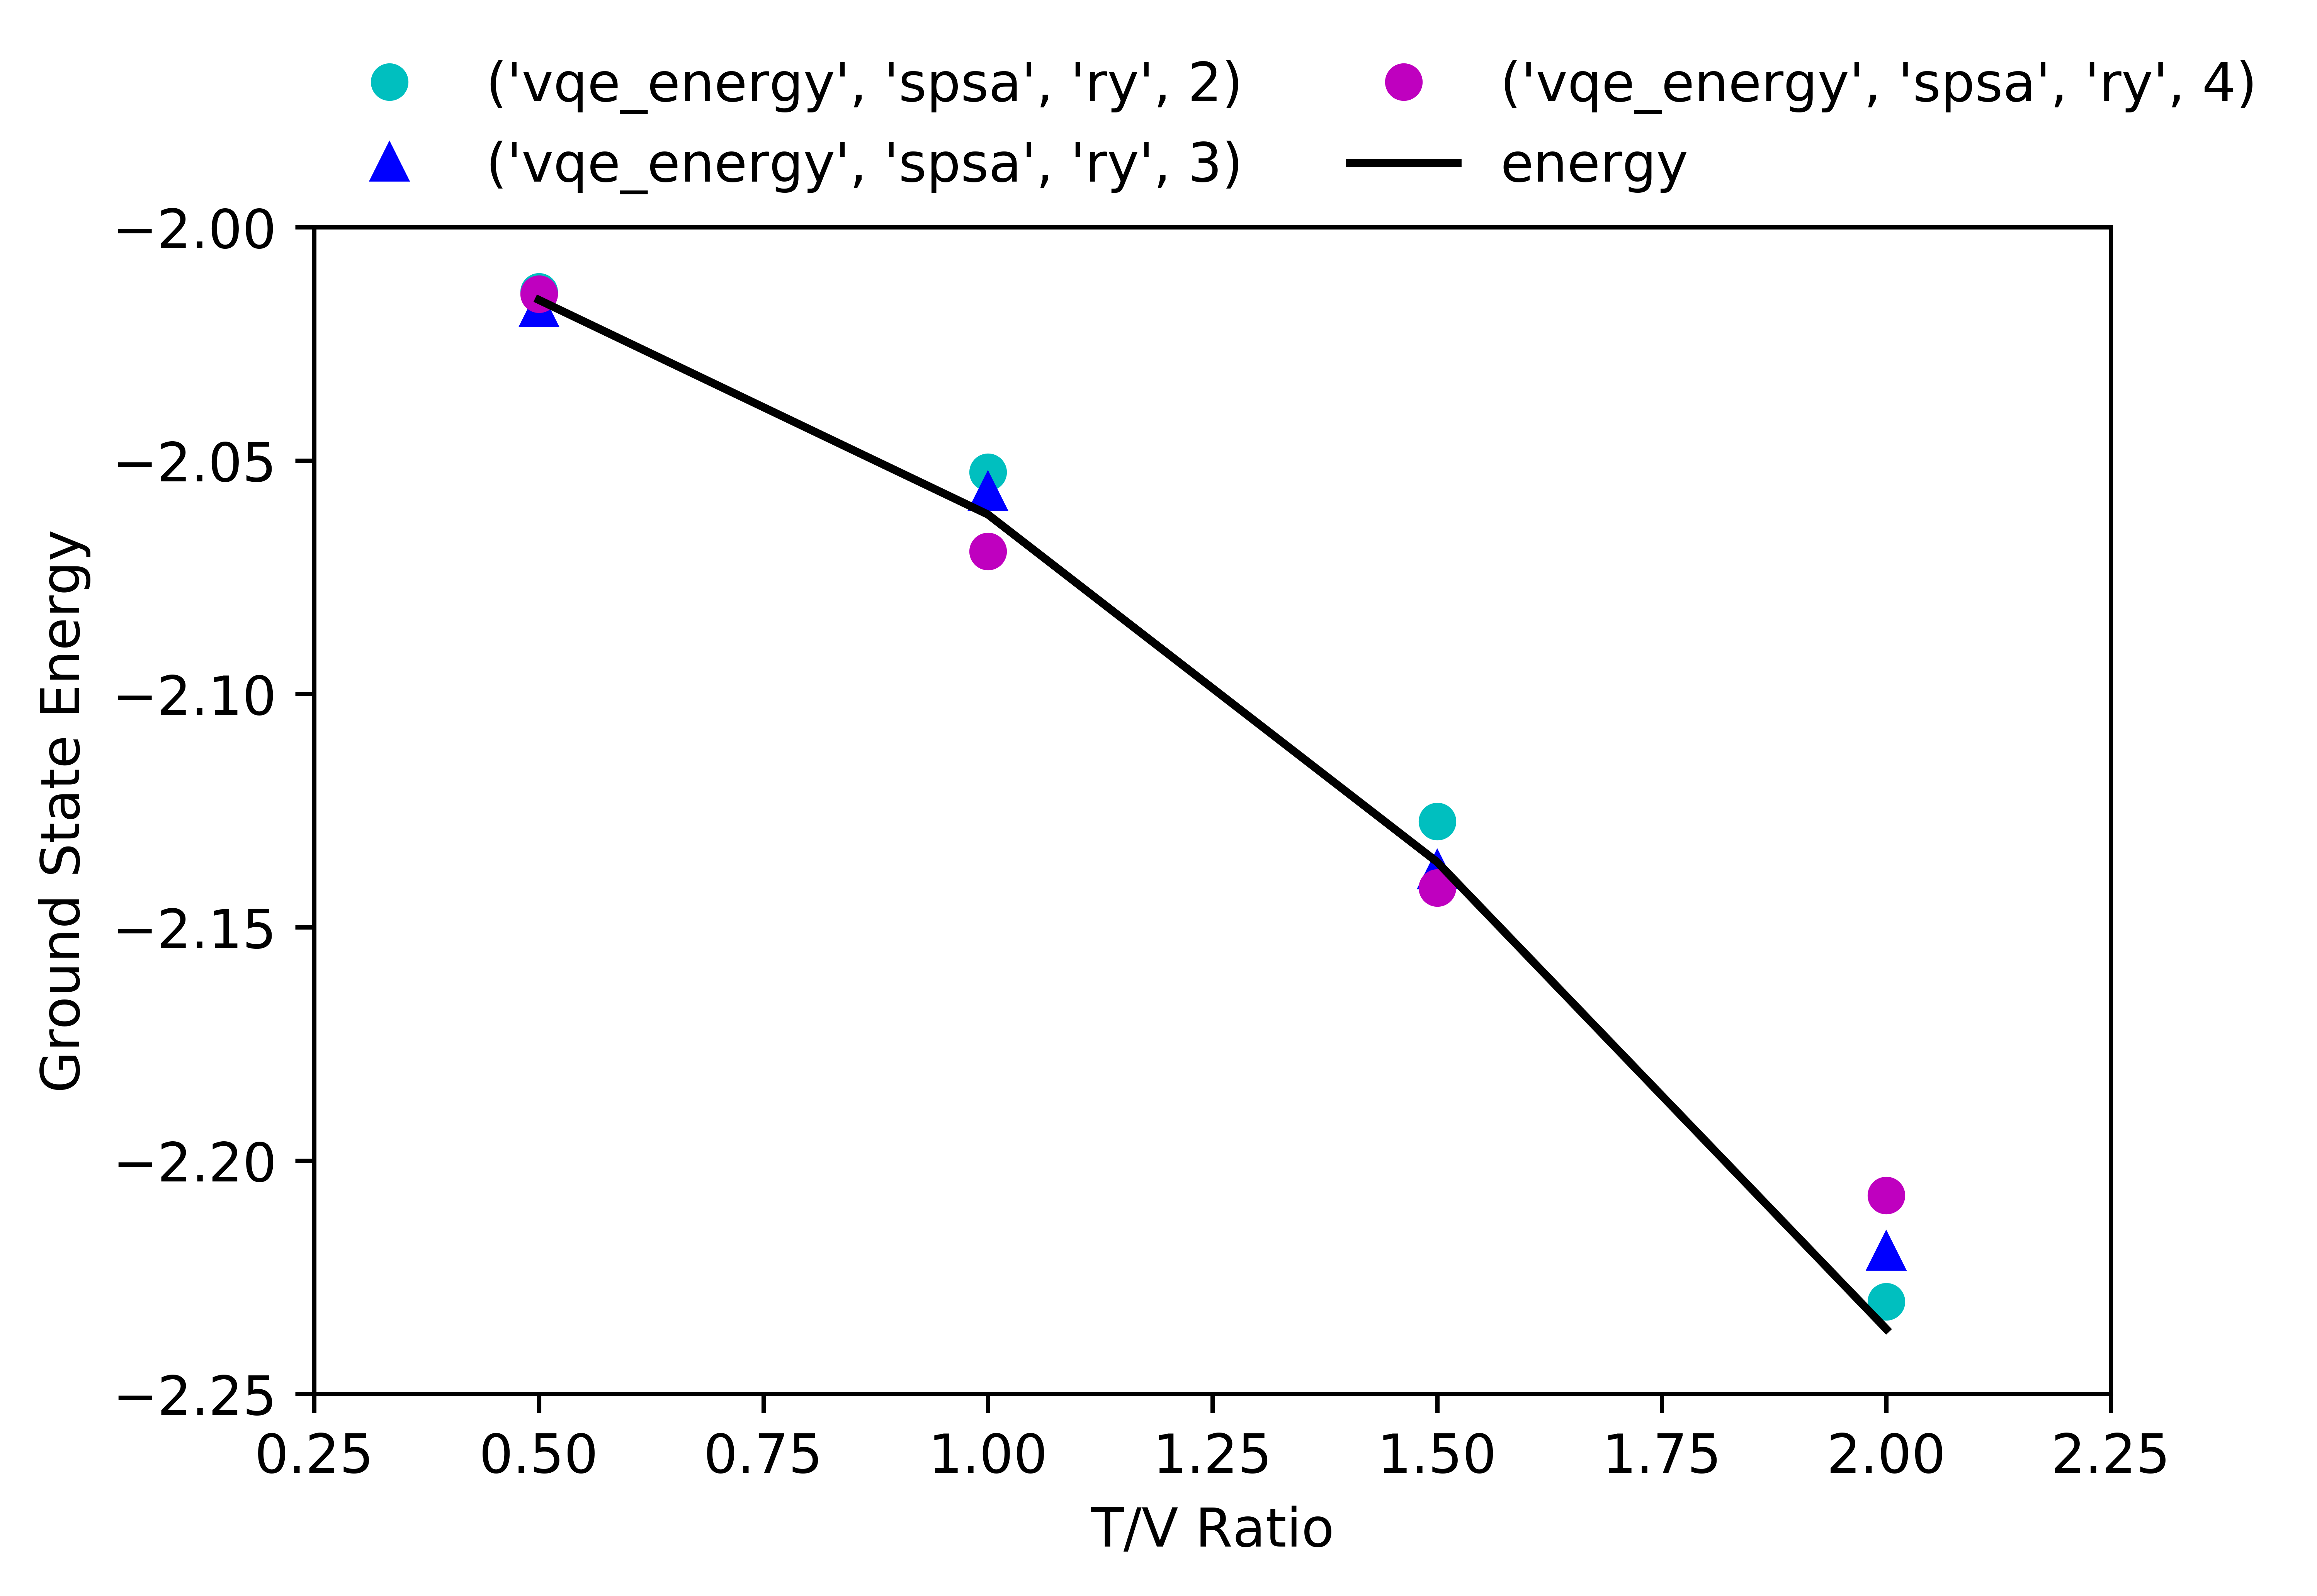 ('vqe_energy', 'spsa', 'ry', 2)
('vqe_energy', 'spsa', 'ry', 3)
('vqe_energy', 'spsa', 'ry', 4)
energy
−2.00
−2.05
−2.10
−2.15
−2.20
−2.25
Ground State Energy
0.25 0.50 0.75 1.00 1.25 1.50 1.75 2.00 2.25
T/V Ratio